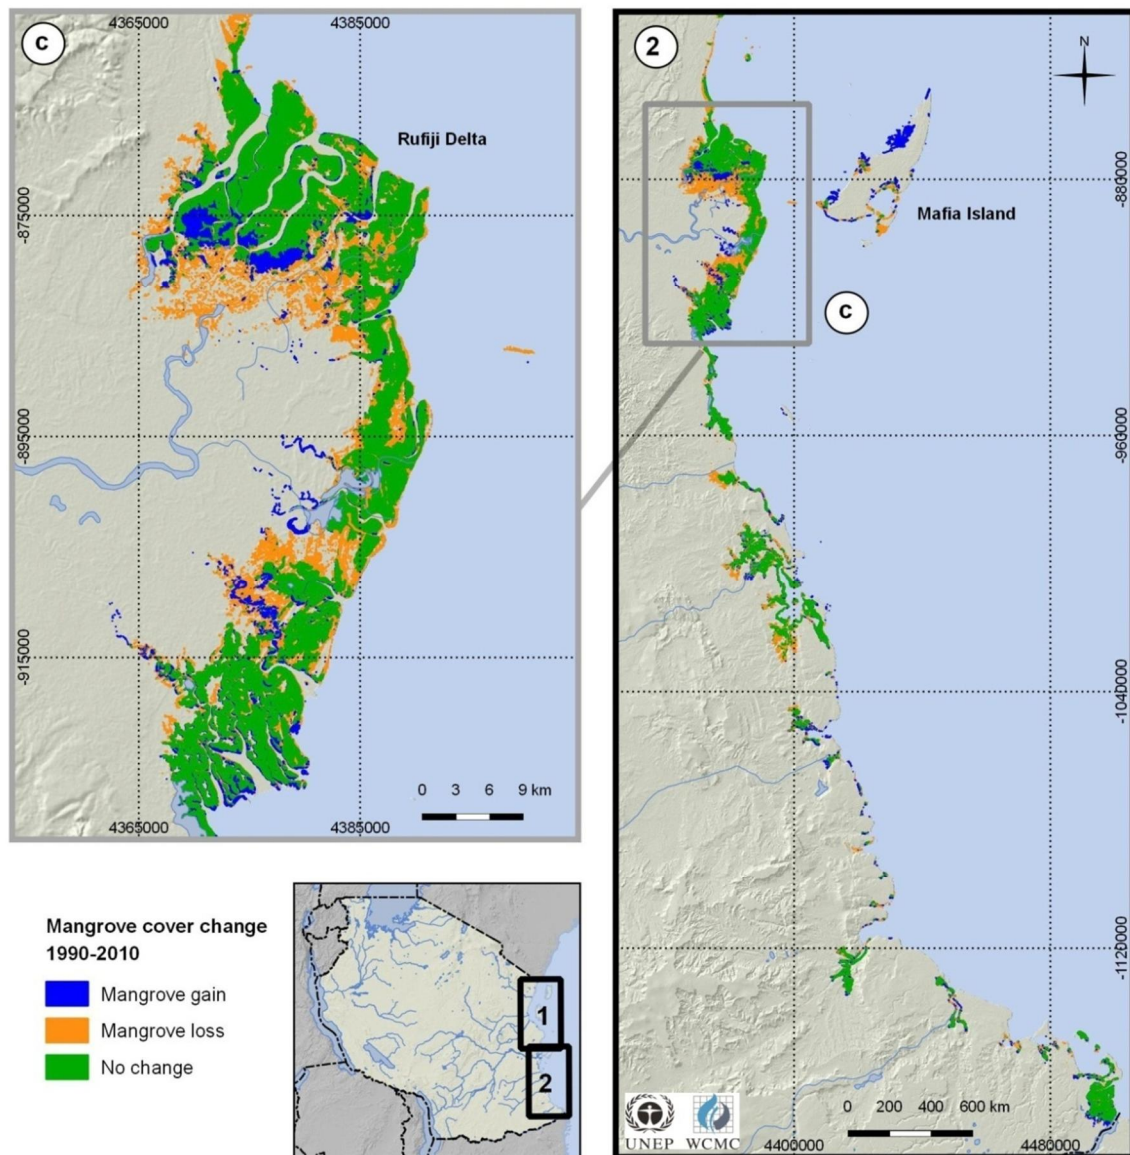 c
4365000
4385000
Rufiji Delta
-875000
-895000
-915000
0 3 6 9 km
4365000
4385000
2
N
-880000
Mafia Island
c
-960000
-1040000
-1120000
UNEP WCMC
0 200 400 600 km
4400000
4480000
Mangrove cover change
1990-2010
Mangrove gain
Mangrove loss
No change
1
2